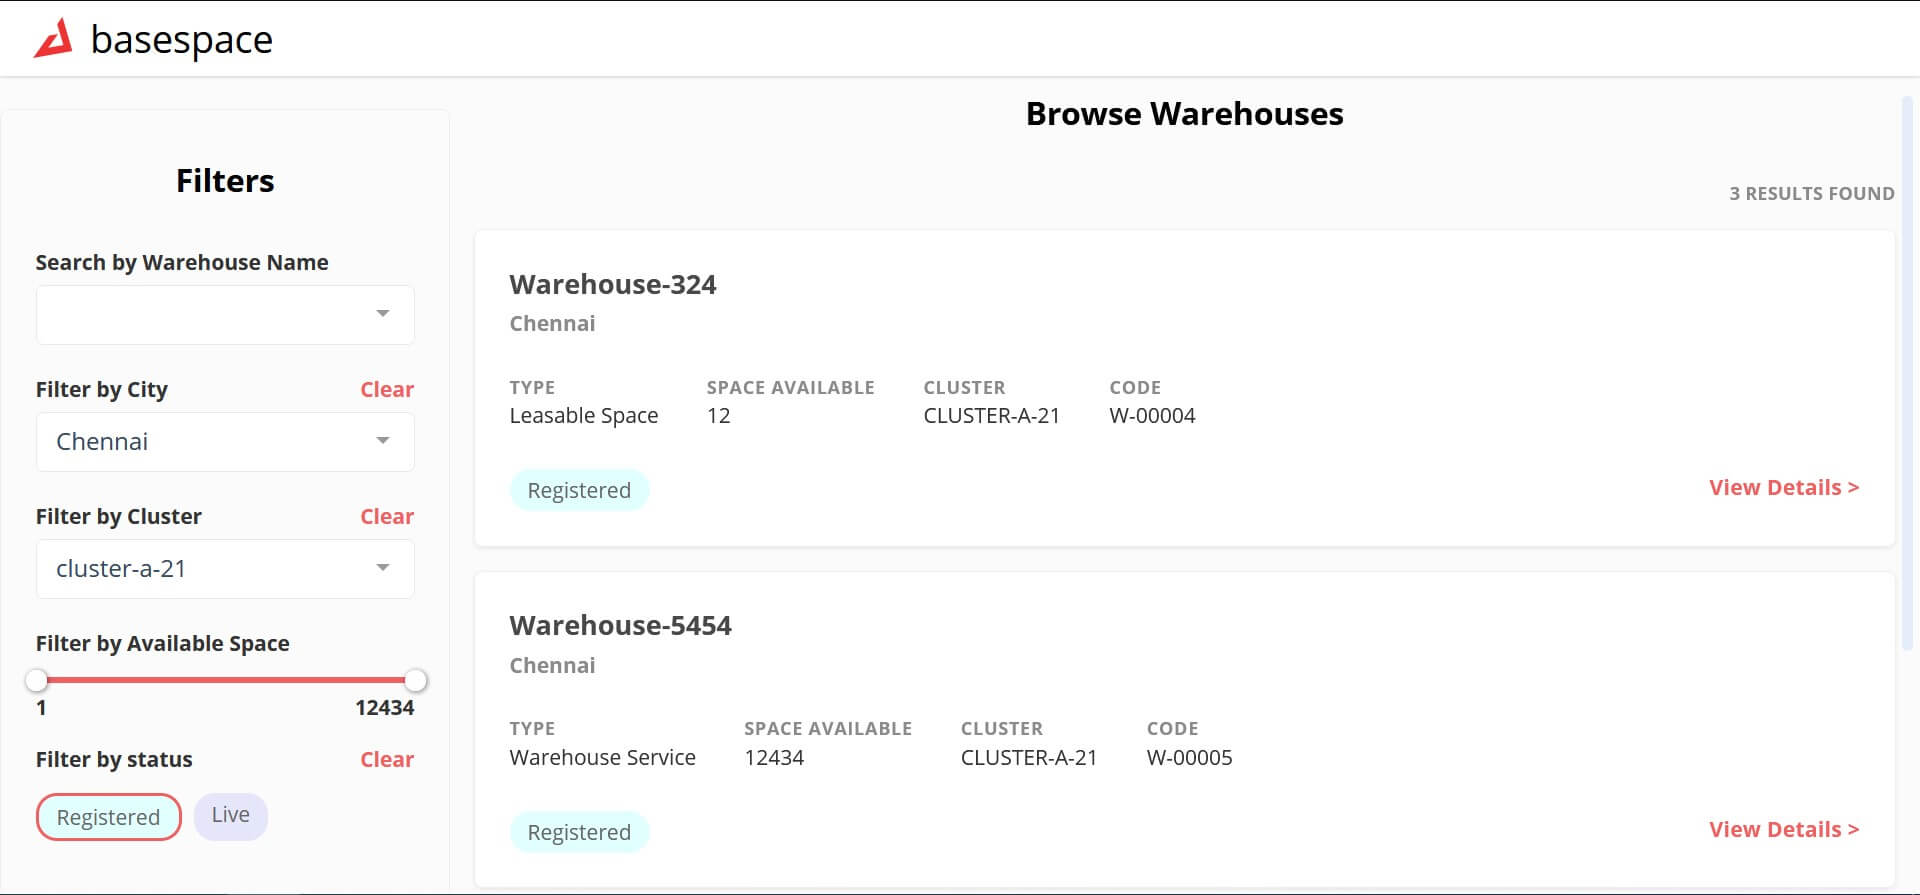 basespace
Filters
Search by Warehouse Name
Filter by City Clear
Chennai
Filter by Cluster Clear
cluster-a-21
Filter by Available Space
1 12434
Filter by status Clear
Registered Live
Browse Warehouses
3 RESULTS FOUND
Warehouse-324
Chennai
TYPE SPACE AVAILABLE CLUSTER CODE
Leasable Space 12 CLUSTER-A-21 W-00004
Registered View Details >
Warehouse-5454
Chennai
TYPE SPACE AVAILABLE CLUSTER CODE
Warehouse Service 12434 CLUSTER-A-21 W-00005
Registered View Details >